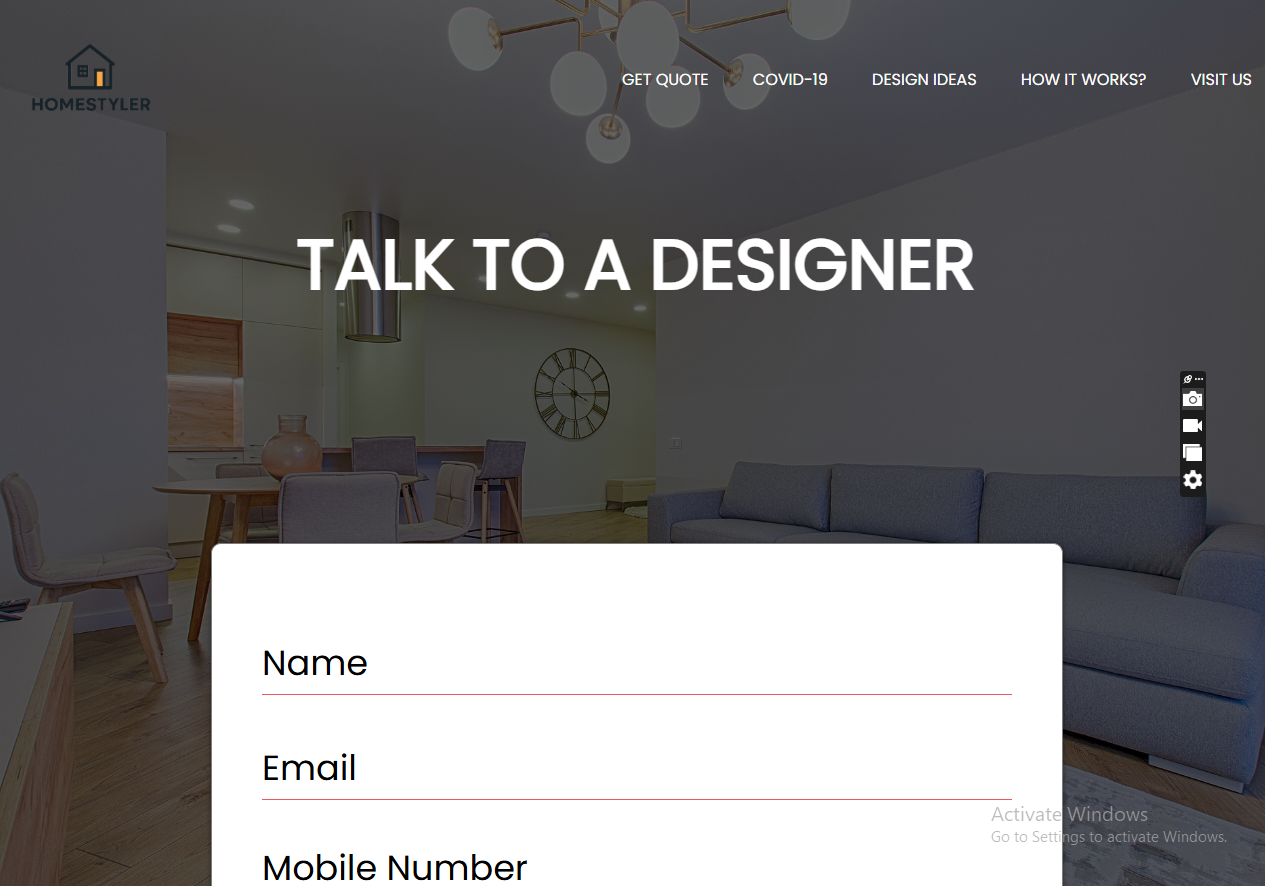 HOMESTYLER
GET QUOTE COVID-19 DESIGN IDEAS HOW IT WORKS? VISIT US
TALK TO A DESIGNER
Name
Email
Mobile Number
Activate Windows
Go to Settings to activate Windows.